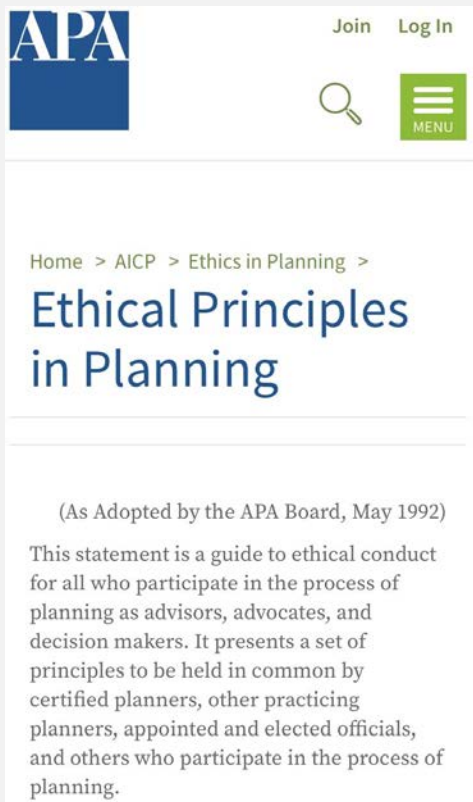 APA
Join Log In
MENU
Home > AICP > Ethics in Planning >
Ethical Principles
in Planning
(As Adopted by the APA Board, May 1992)
This statement is a guide to ethical conduct
for all who participate in the process of
planning as advisors, advocates, and
decision makers. It presents a set of
principles to be held in common by
certified planners, other practicing
planners, appointed and elected officials,
and others who participate in the process of
planning.